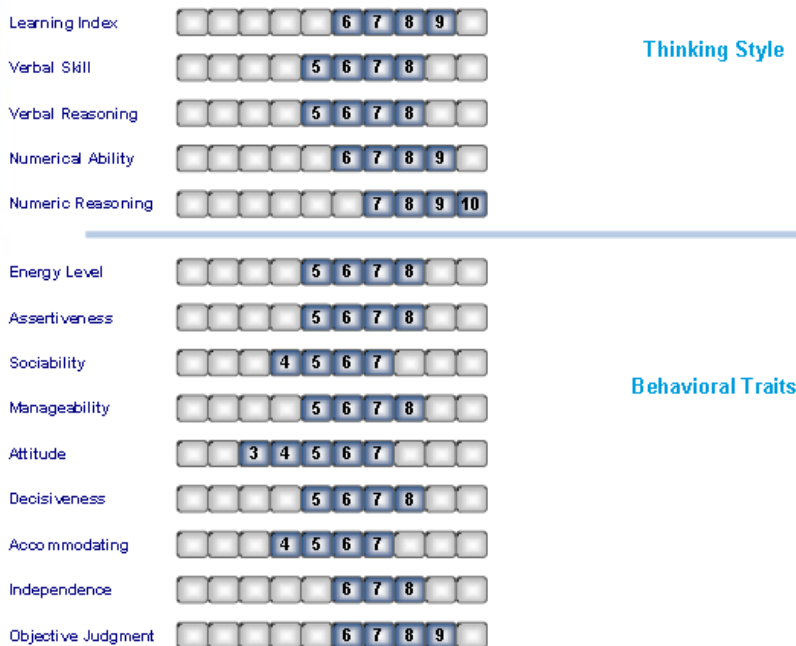 Learning Index 6 7 8 9
Thinking Style
Verbal Skill 5 6 7 8
Verbal Reasoning 5 6 7 8
Numerical Ability 6 7 8 9
Numeric Reasoning 7 8 9 10
Energy Level 5 6 7 8
Assertiveness 5 6 7 8
Sociability 4 5 6 7
Behavioral Traits
Manageability 5 6 7 8
Attitude 3 4 5 6 7
Decisiveness 5 6 7 8
Accommodating 4 5 6 7
Independence 6 7 8
Objective Judgment 6 7 8 9